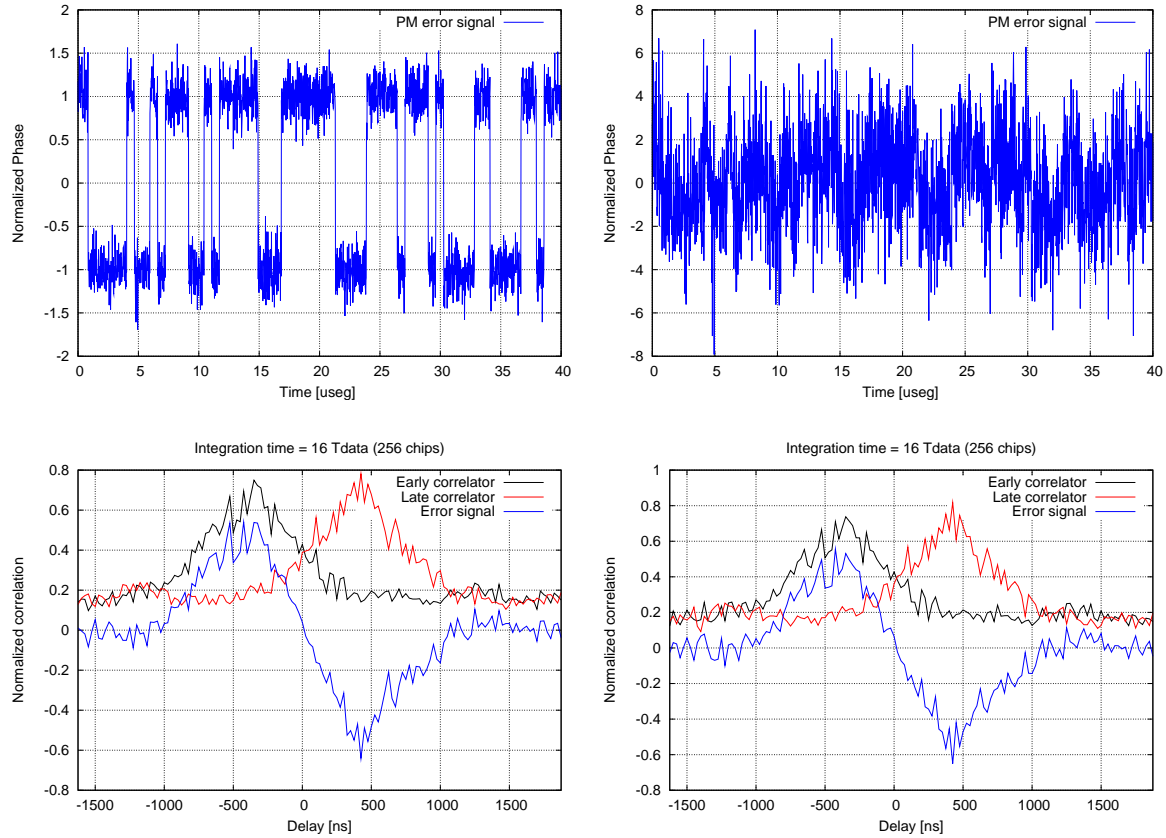 PM error signal
Normalized Phase
2
1.5
1
0.5
0
-0.5
-1
-1.5
-2
0 5 10 15 20 25 30 35 40
Time [useg]
PM error signal
Normalized Phase
8
6
4
2
0
-2
-4
-6
-8
0 5 10 15 20 25 30 35 40
Time [useg]
Integration time = 16 Tdata (256 chips)
Early correlator
Late correlator
Error signal
Normalized correlation
0.8
0.6
0.4
0.2
0
-0.2
-0.4
-0.6
-0.8
-1500 -1000 -500 0 500 1000 1500
Delay [ns]
Integration time = 16 Tdata (256 chips)
Early correlator
Late correlator
Error signal
Normalized correlation
1
0.8
0.6
0.4
0.2
0
-0.2
-0.4
-0.6
-0.8
-1500 -1000 -500 0 500 1000 1500
Delay [ns]